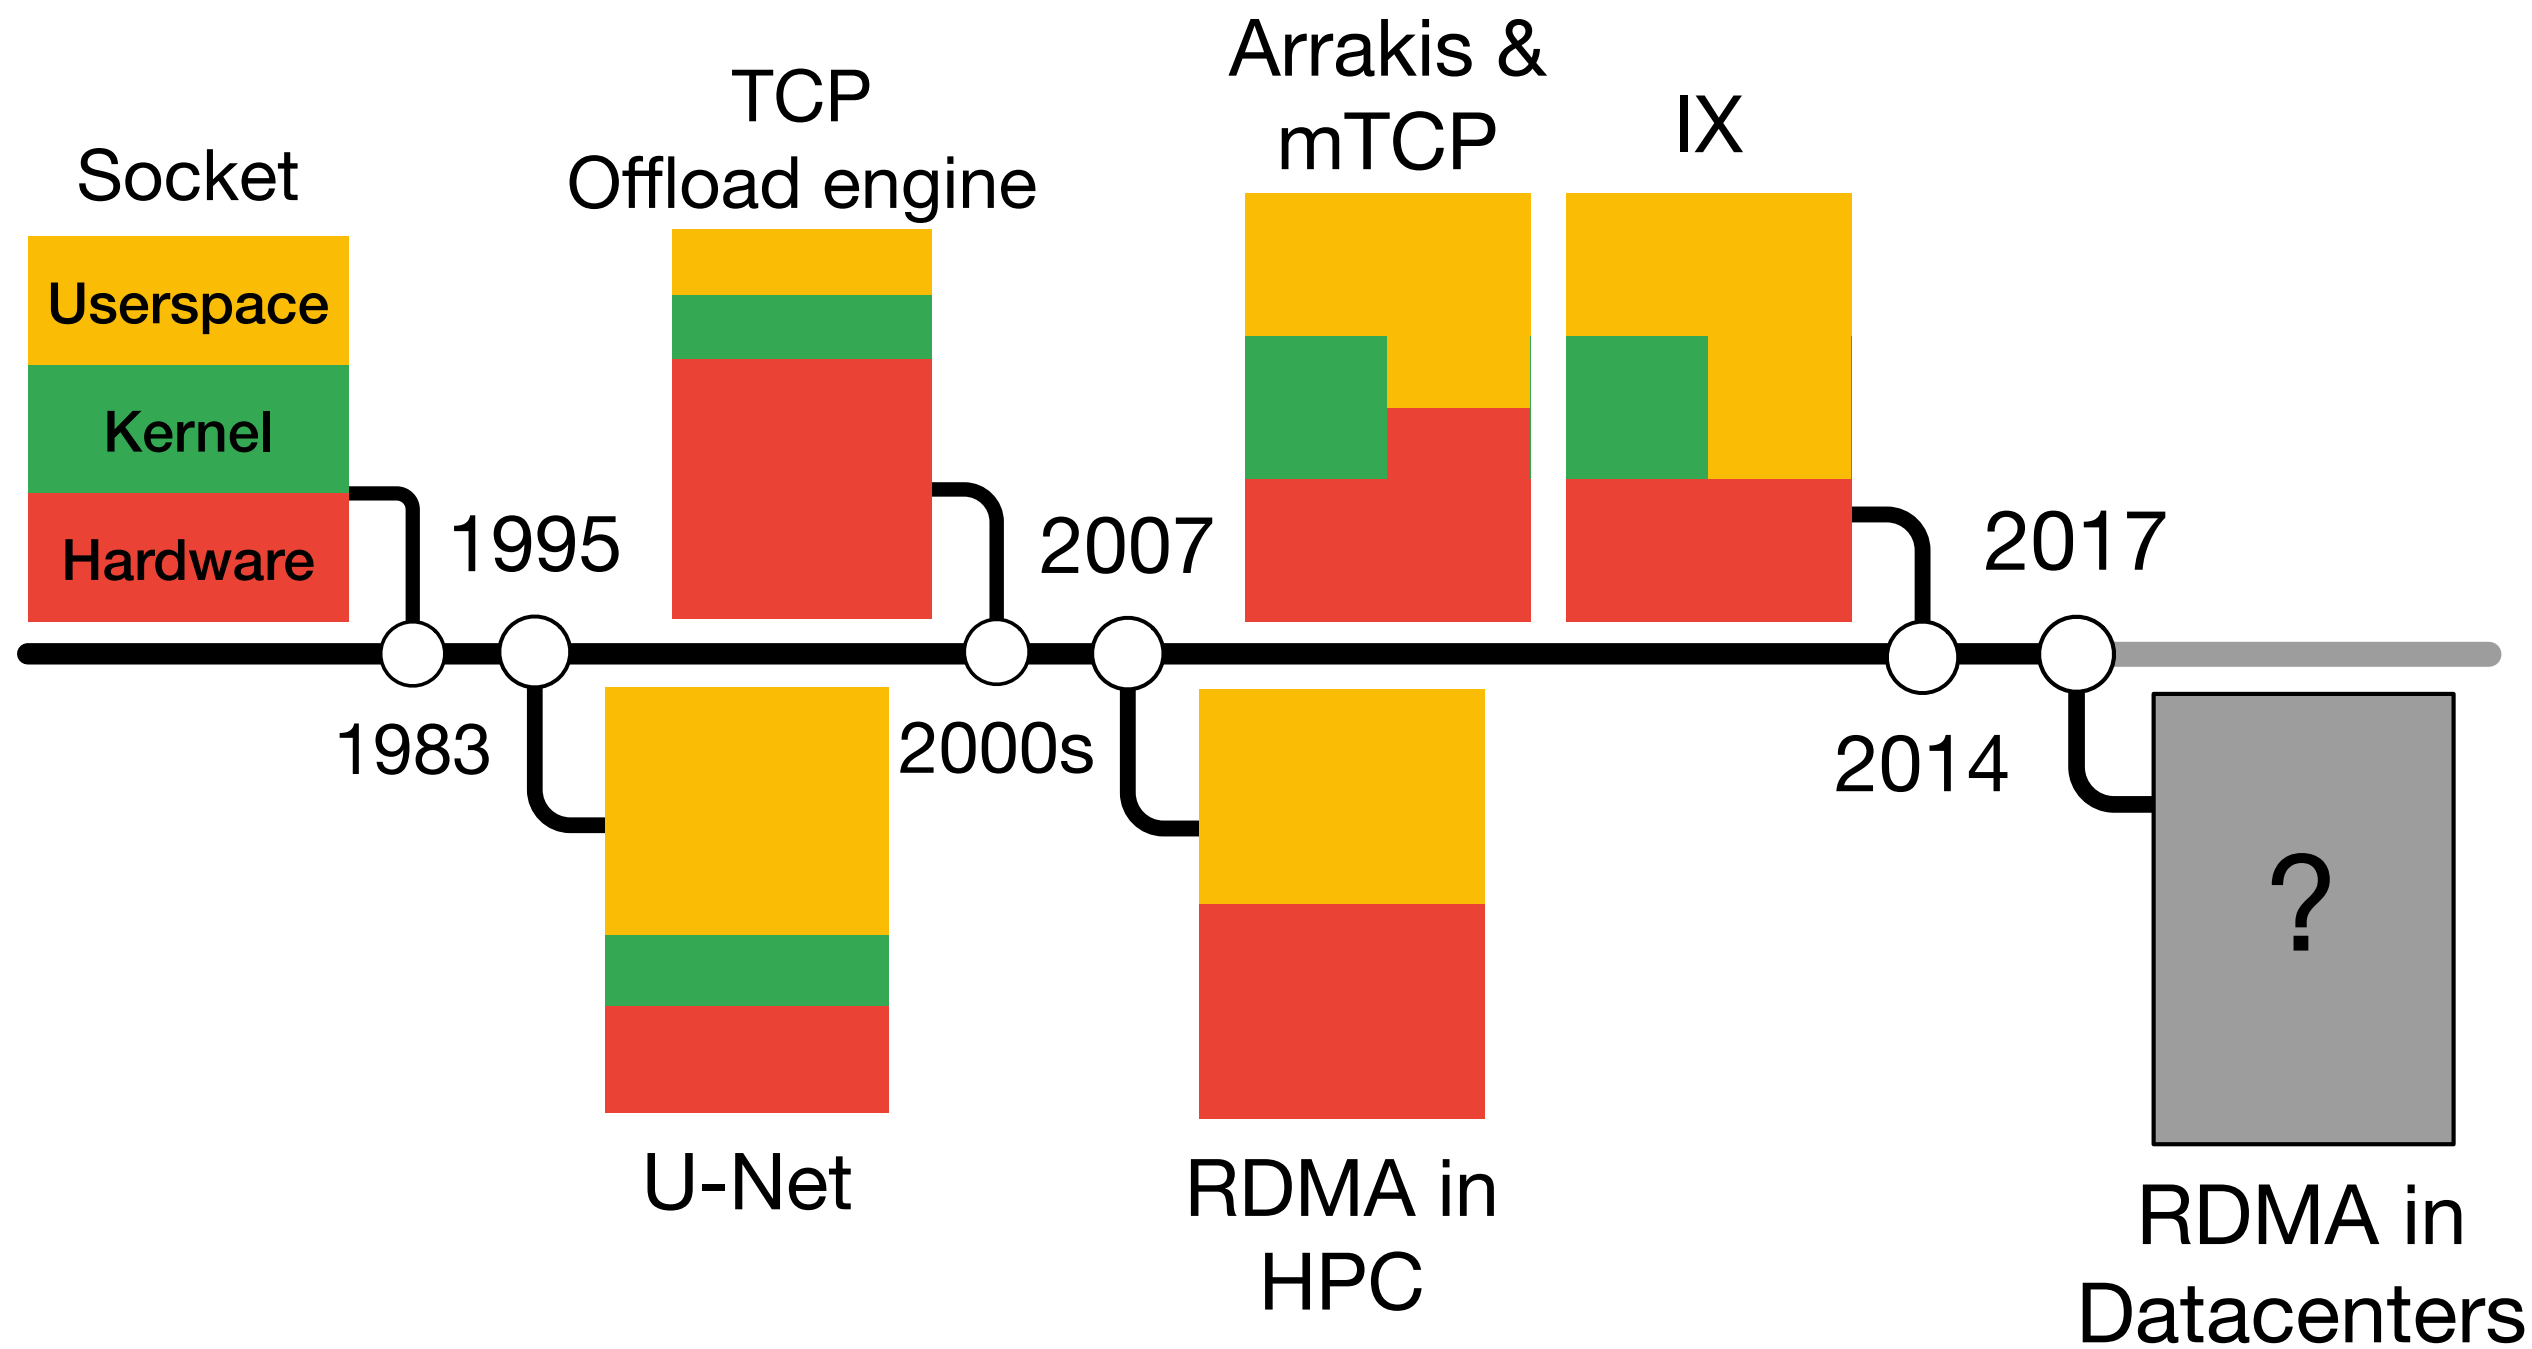 Socket
Userspace
Kernel
Hardware
1983
1995
U-Net
TCP
Offload engine
2000s
2007
RDMA in
HPC
Arrakis &
mTCP
IX
2014
2017
?
RDMA in
Datacenters